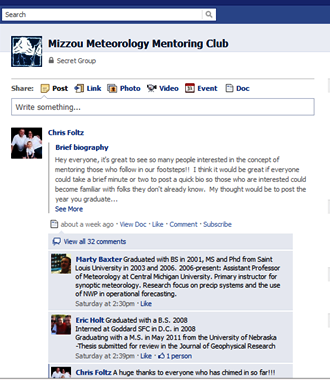 Search
Mizzou Meteorology Mentoring Club
Secret Group
Share: Post Link Photo Video Event Doc
Write something...
Chris Foltz
Brief biography
Hey everyone, it's great to see so many people interested in the concept of
mentoring those who follow in our footsteps!! I think it would be great if everyone
could take a brief minute or two to post a quick bio so those who are interested could
become familiar with folks they don't already know. My thought would be to post the
year you graduate...
See More
about a week ago · View Doc · Like · Comment · Subscribe
View all 32 comments
Marty Baxter Graduated with BS in 2001, MS and Phd from Saint
Louis University in 2003 and 2006. 2006-present: Assistant Professor
of Meteorology at Central Michigan University. Primary instructor for
synoptic meteorology. Research focus on precip systems and the use
of NWP in operational forecasting.
Saturday at 2:30pm · Like
Eric Holt Graduated with a B.S. 2008
Interned at Goddard SFC in D.C. in 2008
Graduating with a M.S. in May 2011 from the University of Nebraska
-Thesis submitted for review in the Journal of Geophysical Research
Saturday at 2:39pm · Like · 1 person
Chris Foltz A huge thanks to everyone who has chimed in so far!!!